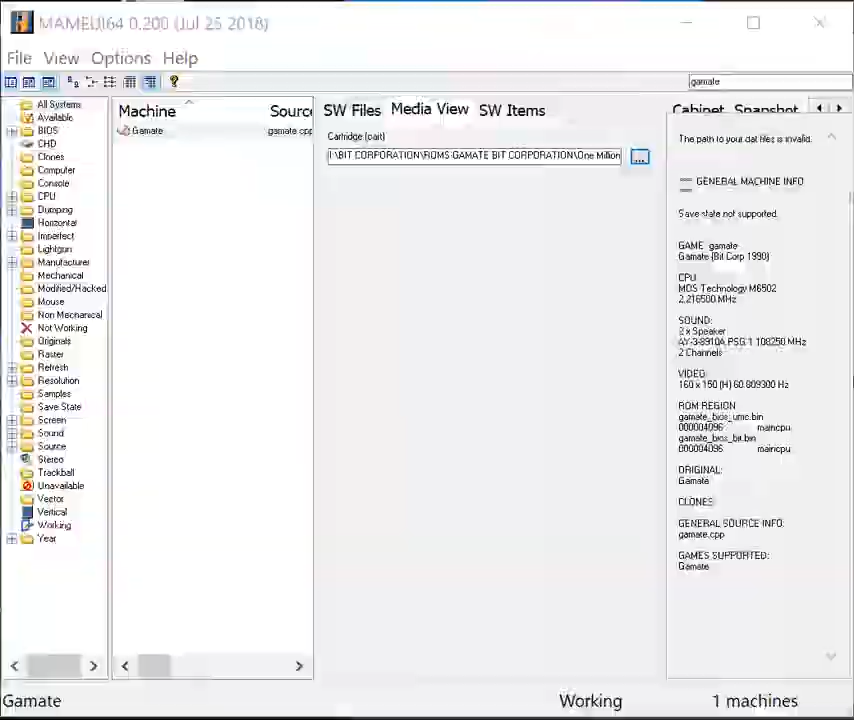 MAMEUI64 0.200 (Jul 25 2018)
File View Options Help
gamate
All Systems
Available
BIOS
CHD
Clones
Computer
Console
CPU
Dumping
Horizontal
Imperfect
Lightgun
Manufacturer
Mechanical
Modified/Hacked
Mouse
Non Mechanical
Not Working
Originals
Raster
Refresh
Resolution
Samples
Save State
Screen
Sound
Source
Stereo
Trackball
Unavailable
Vector
Vertical
Working
Year
Machine Sourc
Gamate gamate.cpp
SW Files Media View SW Items
Cartridge (cart)
I:\BIT CORPORATION\ROMS\GAMATE BIT CORPORATION\One Million
...
Cabinet Snapshot
The path to your dat files is invalid.
GENERAL MACHINE INFO
Save state not supported.
GAME: gamate
Gamate (Bit Corp 1990)
CPU:
MOS Technology M6502
2.216500 MHz
SOUND:
2 x Speaker
AY-3-8910A PSG 1.108250 MHz
2 Channels
VIDEO:
160 x 150 (H) 60.809300 Hz
ROM REGION
gamate_bios_umc.bin
000004096 maincpu
gamate_bios_bit.bin
000004096 maincpu
ORIGINAL:
Gamate
CLONES:
GENERAL SOURCE INFO:
gamate.cpp
GAMES SUPPORTED:
Gamate
Gamate Working 1 machines